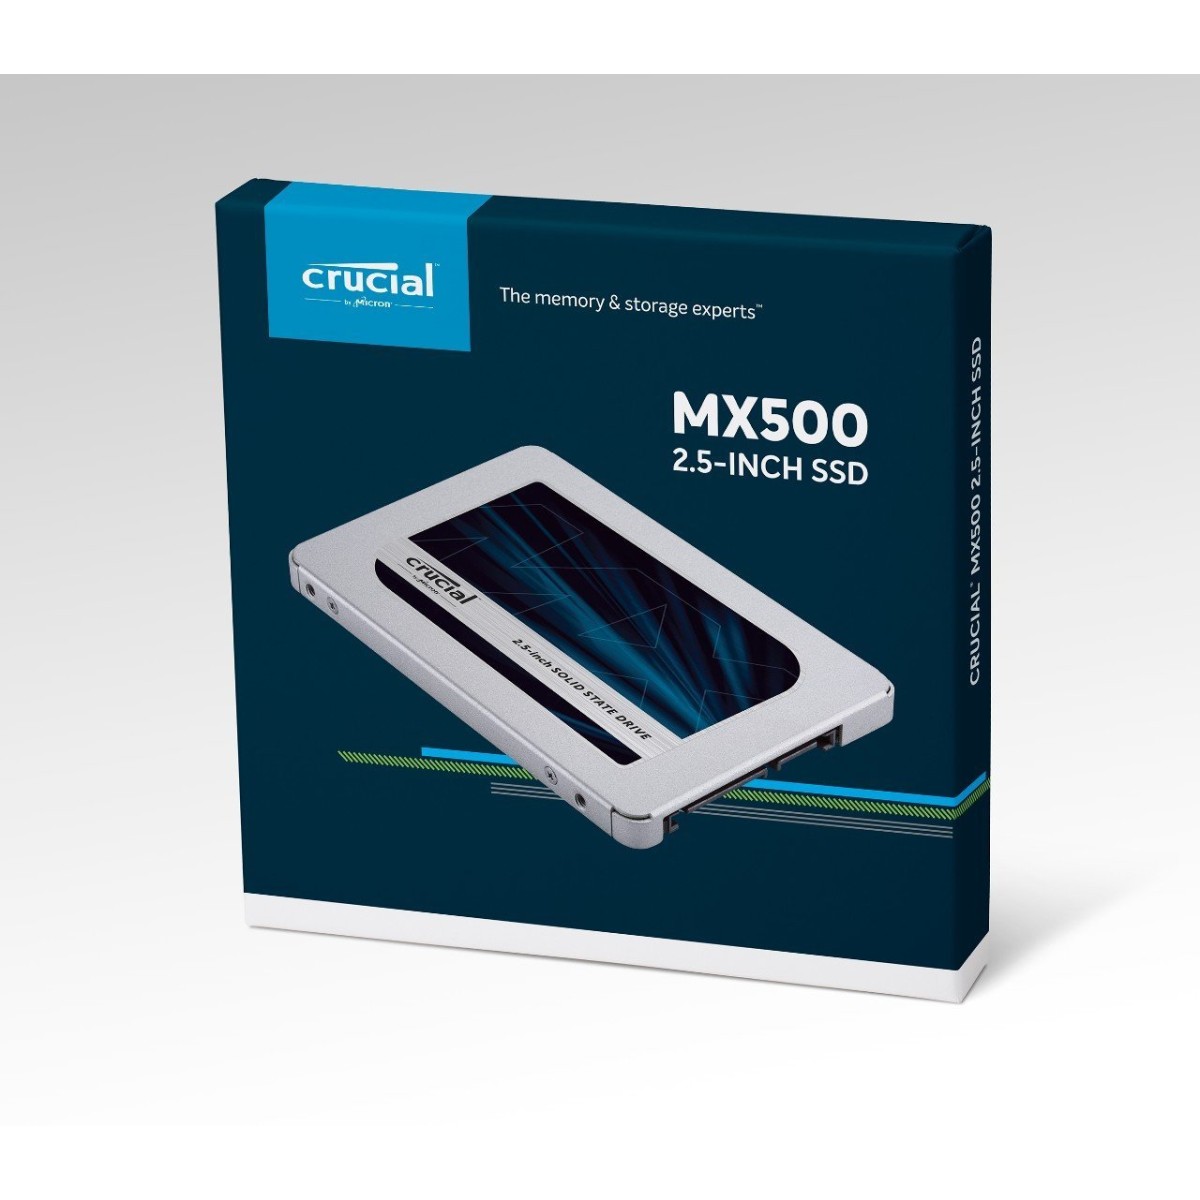 crucial™
by Micron®
The memory & storage experts™
MX500
2.5-INCH SSD
crucial
by Micron
2.5-inch SOLID STATE DRIVE
CRUCIAL® MX500 2.5-INCH SSD